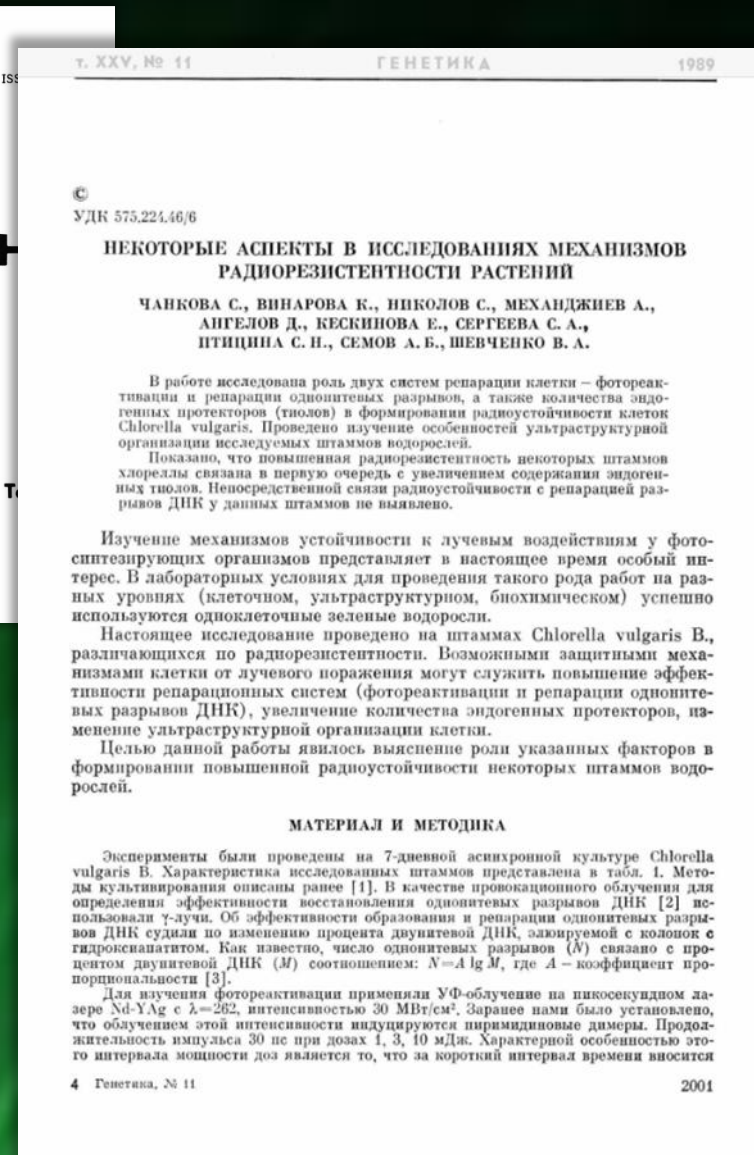 т. XXV, № 11 ГЕНЕТИКА 1989
ISS
©
УДК 575.224.46/6
НЕКОТОРЫЕ АСПЕКТЫ В ИССЛЕДОВАНИЯХ МЕХАНИЗМОВ
РАДИОРЕЗИСТЕНТНОСТИ РАСТЕНИЙ
ЧАНКОВА С., ВИНАРОВА К., НИКОЛОВ С., МЕХАНДЖИЕВ А.,
АНГЕЛОВ Д., КЕСКИНОВА Е., СЕРГЕЕВА С. А.,
ПТИЦИНА С. Н., СЕМОВ А. Б., ШЕВЧЕНКО В. А.
В работе исследована роль двух систем репарации клетки — фотореак-
тивации и репарации однонитевых разрывов, а также количества эндо-
генных протекторов (тиолов) в формировании радиоустойчивости клеток
Chlorella vulgaris. Проведено изучение особенностей ультраструктурной
организации исследуемых штаммов водорослей.
Показано, что повышенная радиорезистентность некоторых штаммов
хлореллы связана в первую очередь с увеличением содержания эндоген-
ных тиолов. Непосредственной связи радиоустойчивости с репарацией раз-
рывов ДНК у данных штаммов не выявлено.
Изучение механизмов устойчивости к лучевым воздействиям у фото-
синтезирующих организмов представляет в настоящее время особый ин-
терес. В лабораторных условиях для проведения такого рода работ на раз-
ных уровнях (клеточном, ультраструктурном, биохимическом) успешно
используются одноклеточные зеленые водоросли.
Настоящее исследование проведено на штаммах Chlorella vulgaris B.,
различающихся по радиорезистентности. Возможными защитными меха-
низмами клетки от лучевого поражения могут служить повышение эффек-
тивности репарационных систем (фотореактивации и репарации однони­те-
вых разрывов ДНК), увеличение количества эндогенных протекторов, из-
менение ультраструктурной организации клетки.
Целью данной работы явилось выяснение роли указанных факторов в
формировании повышенной радиоустойчивости некоторых штаммов водо-
рослей.
МАТЕРИАЛ И МЕТОДИКА
Эксперименты были проведены на 7-дневной асинхронной культуре Chlorella
vulgaris B. Характеристика исследованных штаммов представлена в табл. 1. Мето-
ды культивирования описаны ранее [1]. В качестве провокационного облучения для
определения эффективности восстановления однонитевых разрывов ДНК [2] ис-
пользовали γ-лучи. Об эффективности образования и репарации однонитевых разры-
вов ДНК судили по изменению процента двунитевой ДНК, элюируемой с колонок с
гидроксиапатитом. Как известно, число однонитевых разрывов (N) связано с про-
центом двунитевой ДНК (M) соотношением: N=A lg M, где A — коэффициент про-
порциональности [3].
Для изучения фотореактивации применяли УФ-облучение на пикосекундном ла-
зере Nd-YAg с λ=262, интенсивностью 30 МВт/см². Заранее нами было установлено,
что облучением этой интенсивности индуцируются пиримидиновые димеры. Продол-
жительность импульса 30 пс при дозах 1, 3, 10 мДж. Характерной особенностью это-
го интервала мощности доз является то, что за короткий интервал времени вносится
4 Генетика, № 11 2001